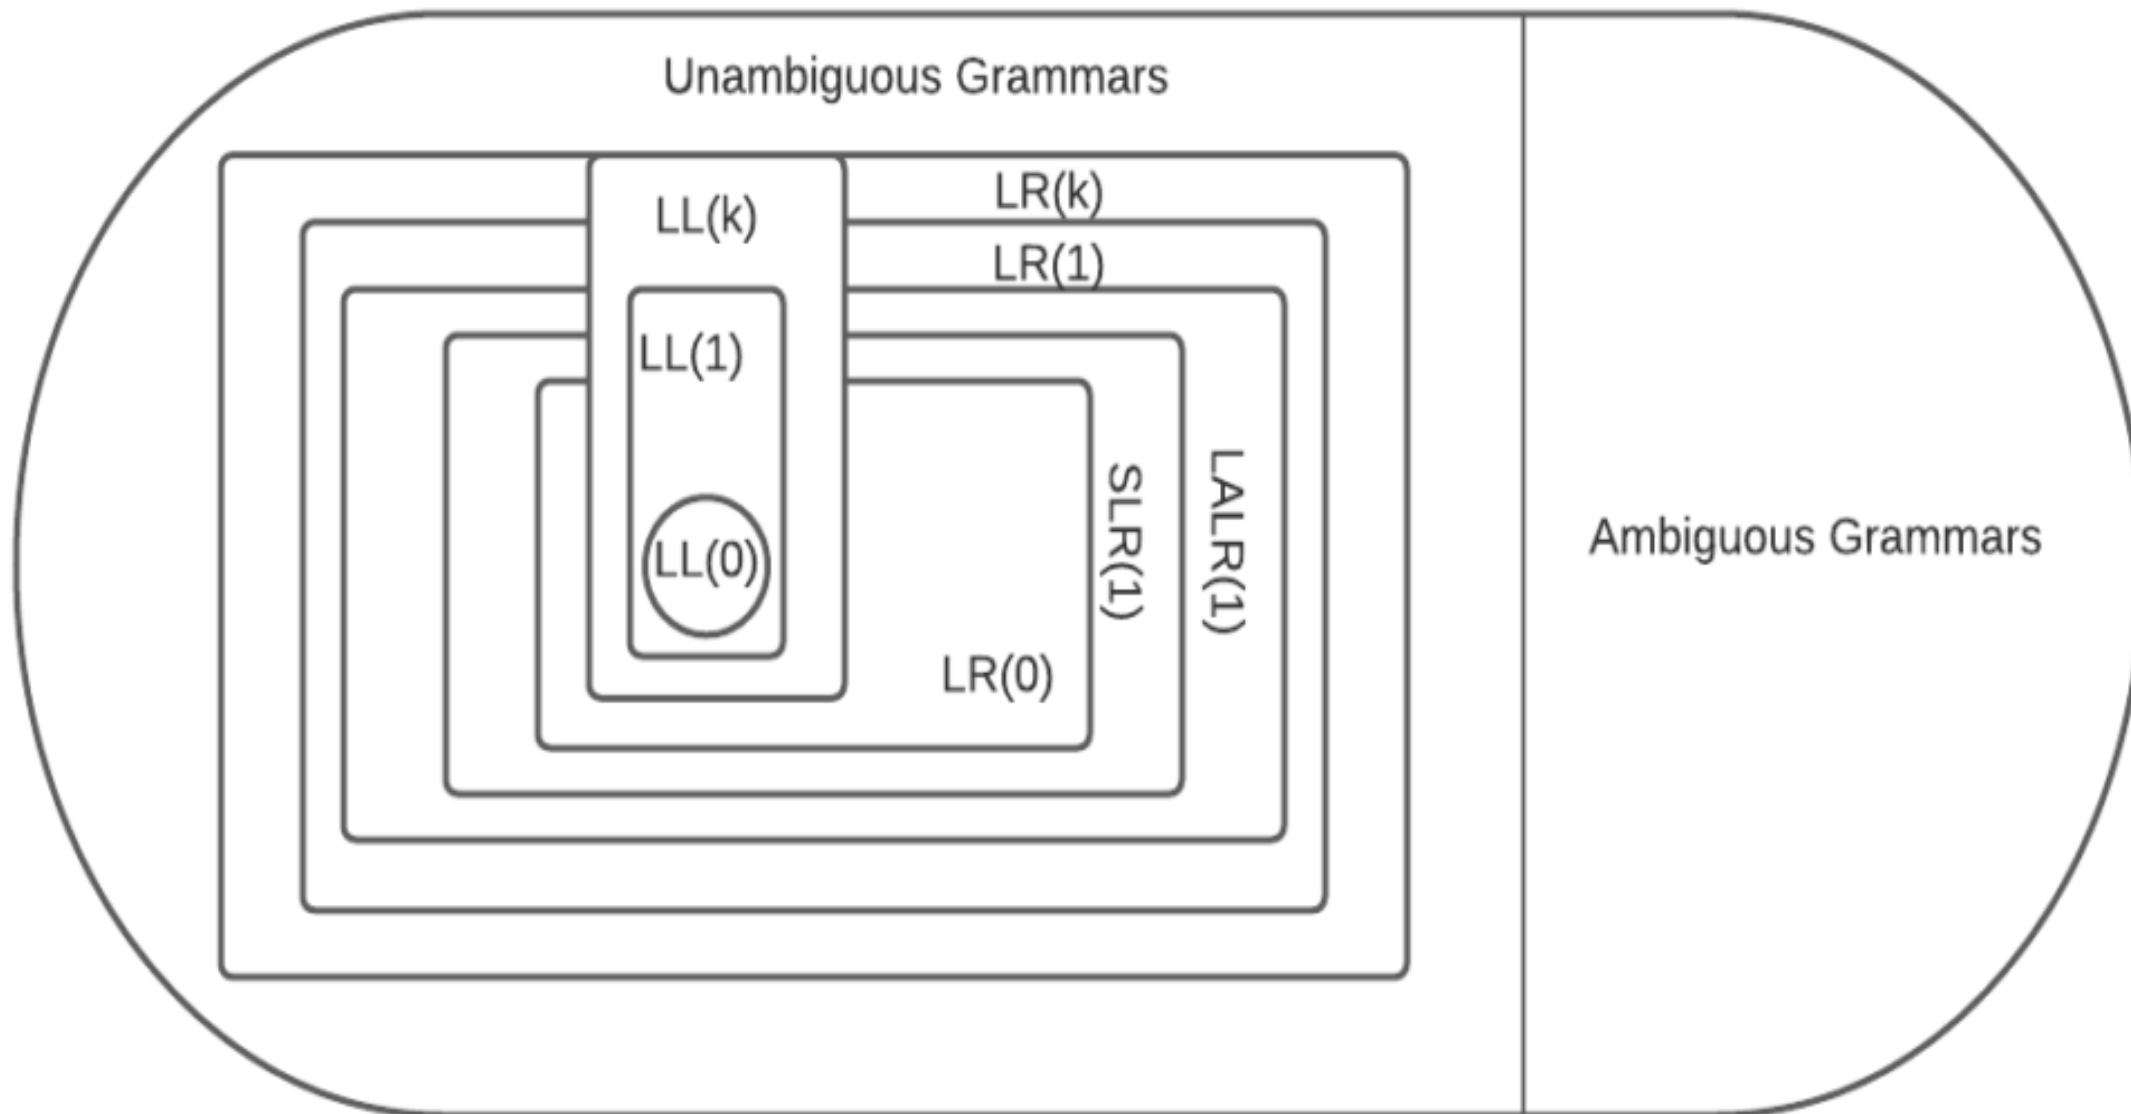 Unambiguous Grammars
LR(k)
LL(k)
LR(1)
LL(1)
SLR(1)
LALR(1)
Ambiguous Grammars
LL(0)
LR(0)